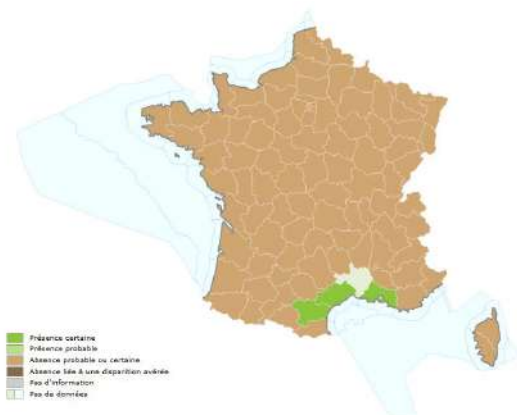 Présence certaine
Présence probable
Absence probable ou certaine
Absence liée à une disparition avérée
Pas d'information
Pas de données